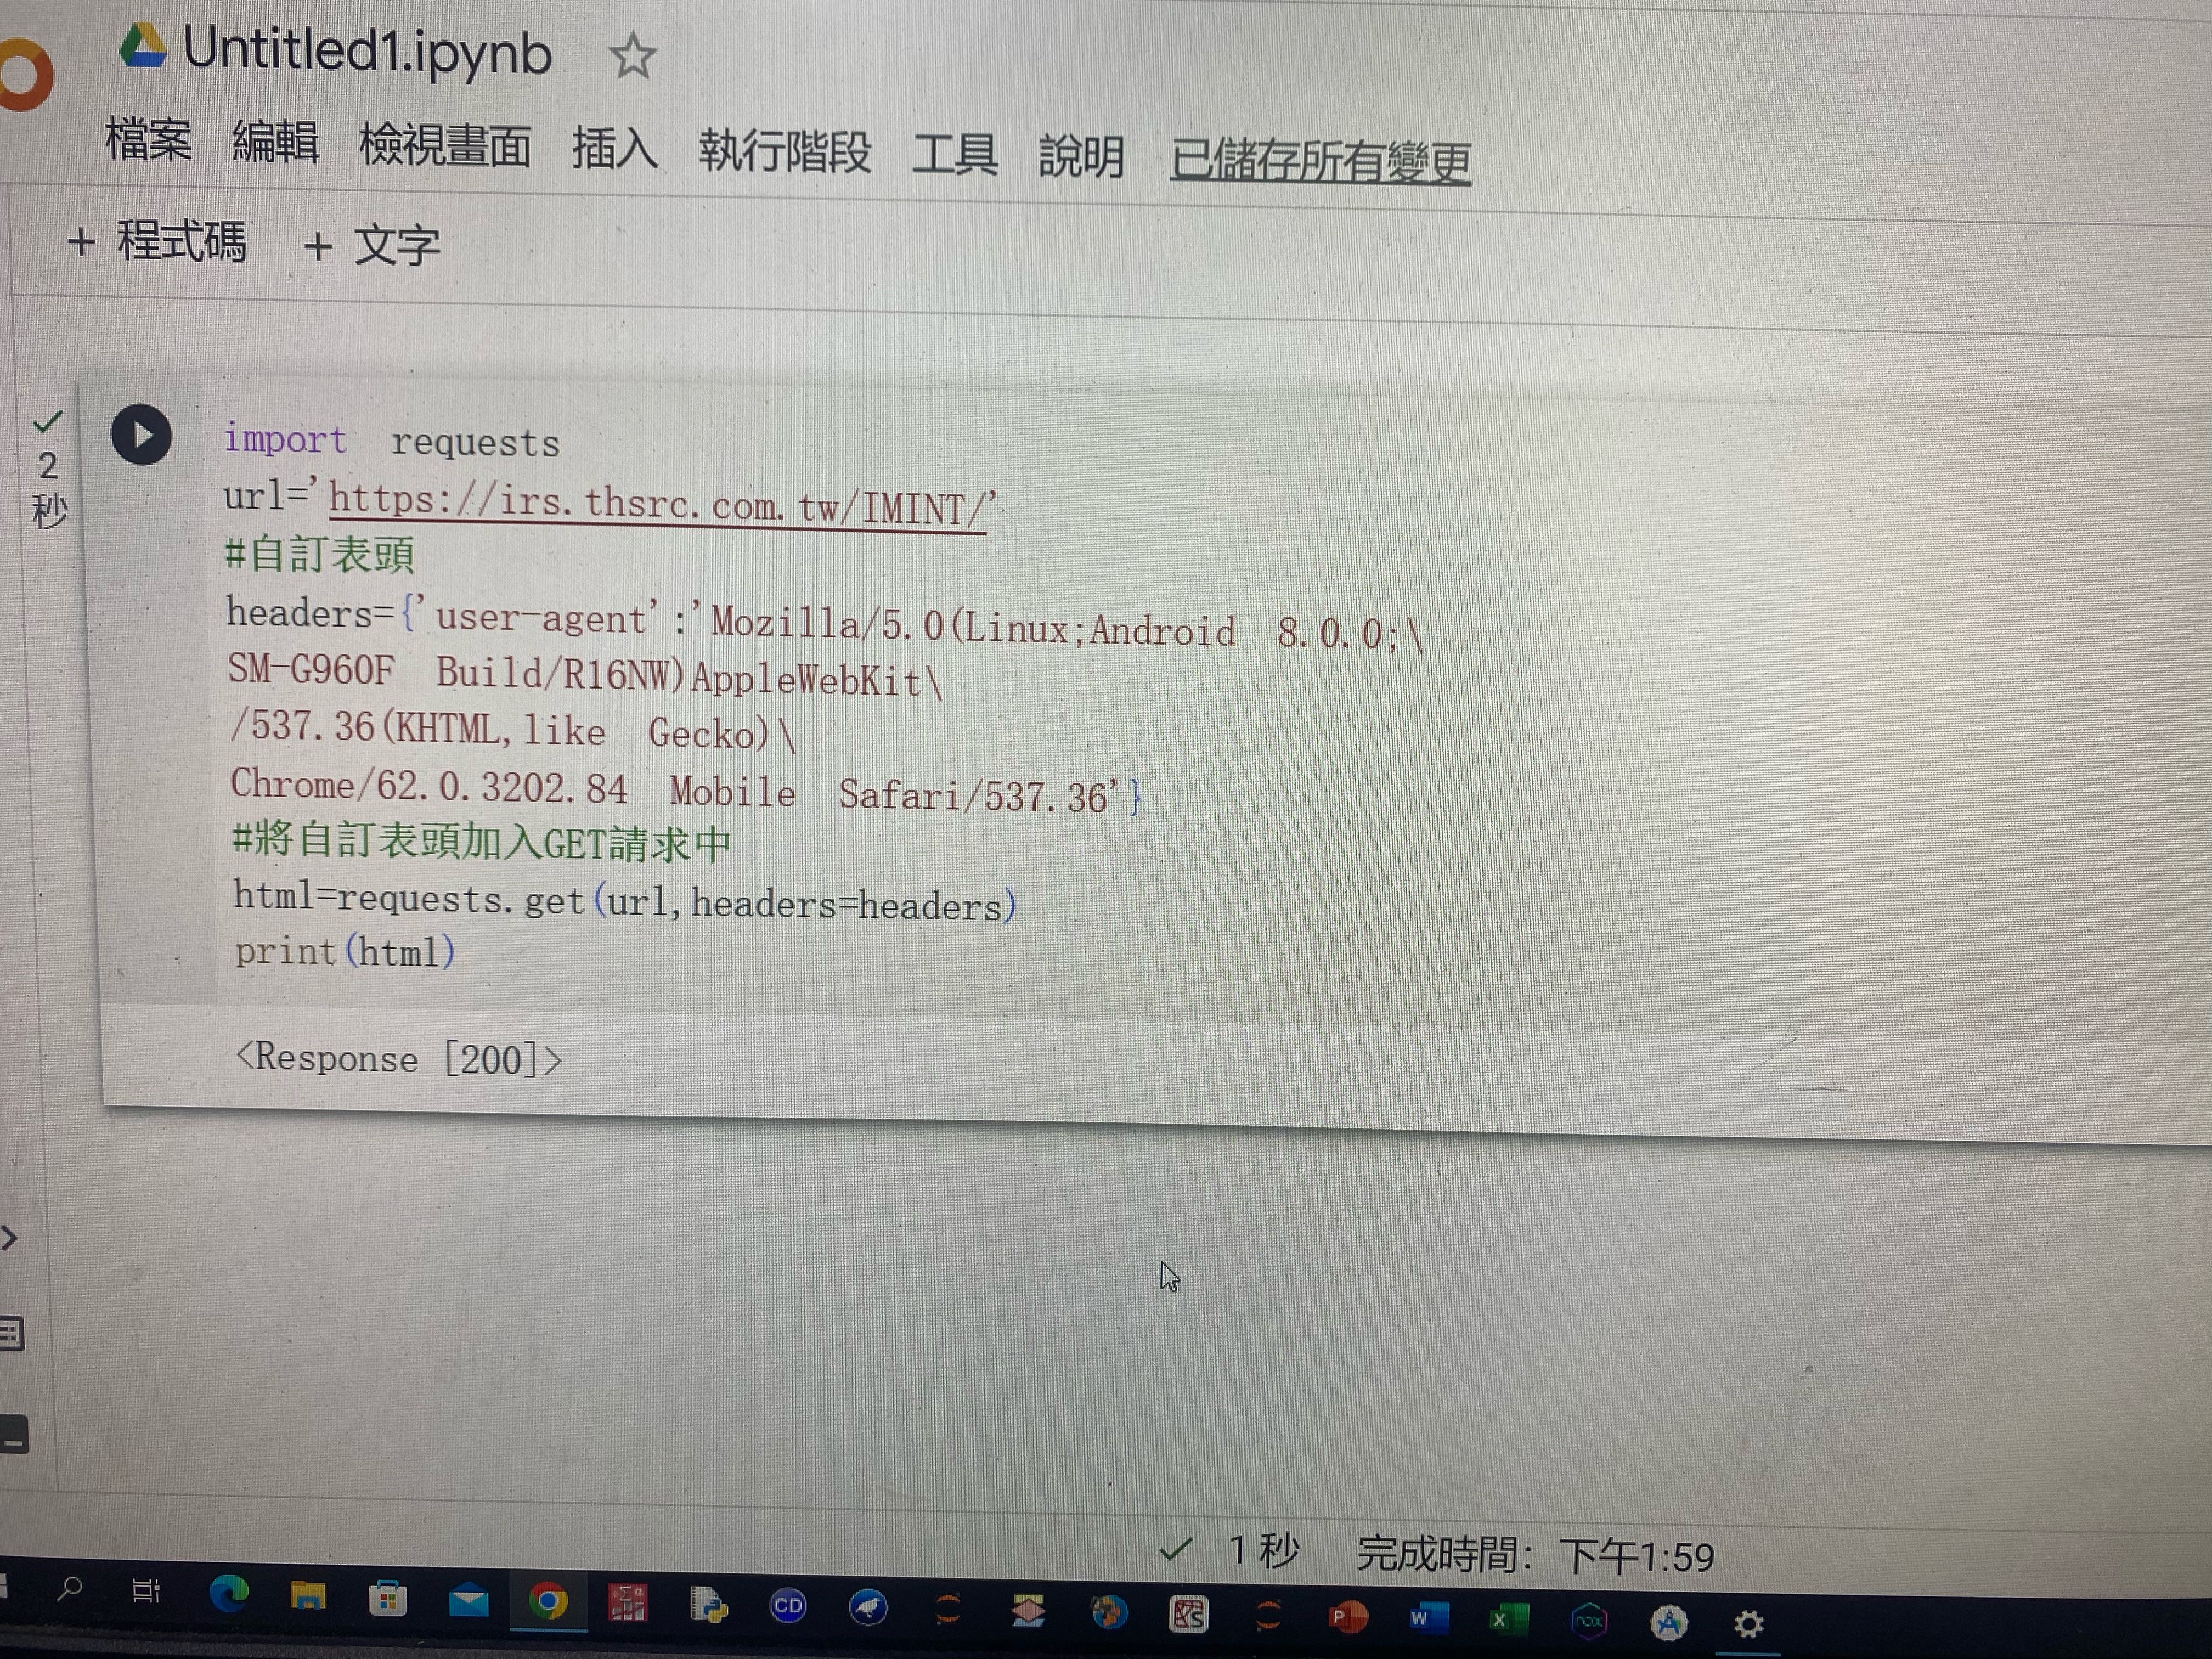 Untitled1.ipynb
檔案 編輯 檢視畫面 插入 執行階段 工具 說明 已儲存所有變更
+ 程式碼 + 文字
2
秒
import requests
url='https://irs.thsrc.com.tw/IMINT/'
#自訂表頭
headers={'user-agent':'Mozilla/5.0(Linux;Android 8.0.0;\
SM-G960F Build/R16NW)AppleWebKit\
/537.36(KHTML,like Gecko)\
Chrome/62.0.3202.84 Mobile Safari/537.36'}
#將自訂表頭加入GET請求中
html=requests.get(url,headers=headers)
print(html)
<Response [200]>
1 秒 完成時間： 下午1:59
CD
P
W
X
nox